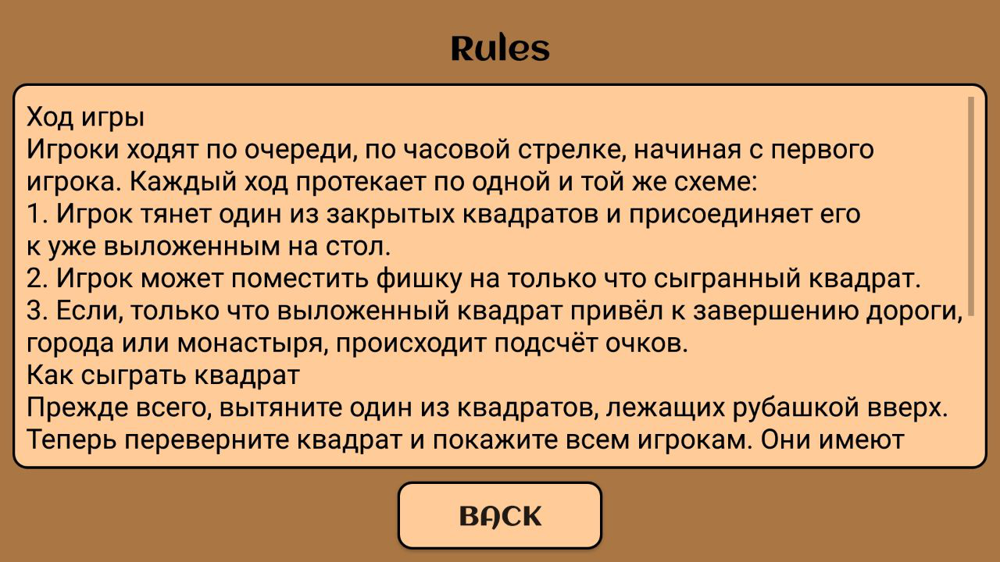 Rules
Ход игры
Игроки ходят по очереди, по часовой стрелке, начиная с первого
игрока. Каждый ход протекает по одной и той же схеме:
1. Игрок тянет один из закрытых квадратов и присоединяет его
к уже выложенным на стол.
2. Игрок может поместить фишку на только что сыгранный квадрат.
3. Если, только что выложенный квадрат привёл к завершению дороги,
города или монастыря, происходит подсчёт очков.
Как сыграть квадрат
Прежде всего, вытяните один из квадратов, лежащих рубашкой вверх.
Теперь переверните квадрат и покажите всем игрокам. Они имеют
BACK